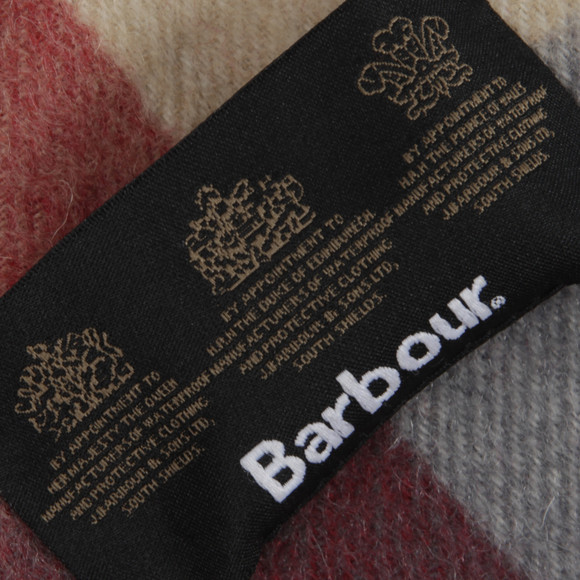 BY APPOINTMENT TO
HER MAJESTY THE QUEEN
MANUFACTURERS OF WATERPROOF
AND PROTECTIVE CLOTHING
J.BARBOUR & SONS LTD,
SOUTH SHIELDS.
BY APPOINTMENT TO
H.R.H THE DUKE OF EDINBURGH.
MANUFACTURERS OF WATERPROOF
AND PROTECTIVE CLOTHING
J.BARBOUR & SONS LTD,
SOUTH SHIELDS.
BY APPOINTMENT TO
H.R.H THE PRINCE OF WALES
MANUFACTURERS OF WATERPROOF
AND PROTECTIVE CLOTHING
J.BARBOUR & SONS LTD,
SOUTH SHIELDS.
Barbour®